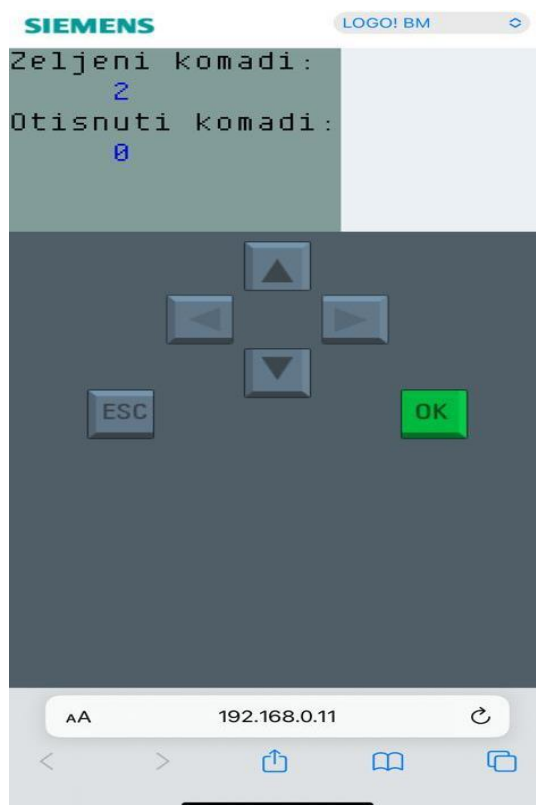 SIEMENS
LOGO! BM
Zeljeni komadi:
2
Otisnuti komadi:
0
ESC
OK
AA
192.168.0.11